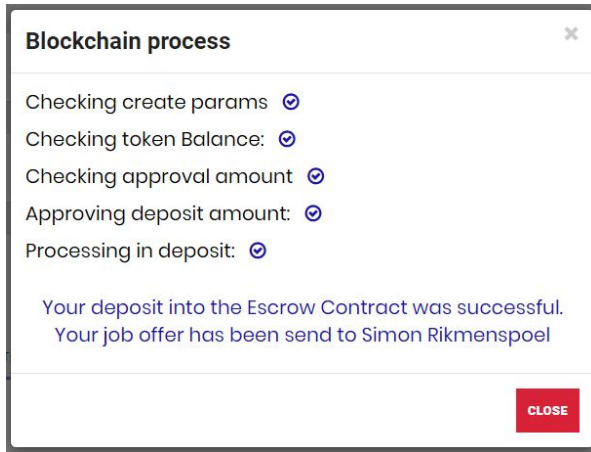 Blockchain process
Checking create params
Checking token Balance:
Checking approval amount
Approving deposit amount:
Processing in deposit:
Your deposit into the Escrow Contract was successful.
Your job offer has been send to Simon Rikmenspoel
CLOSE